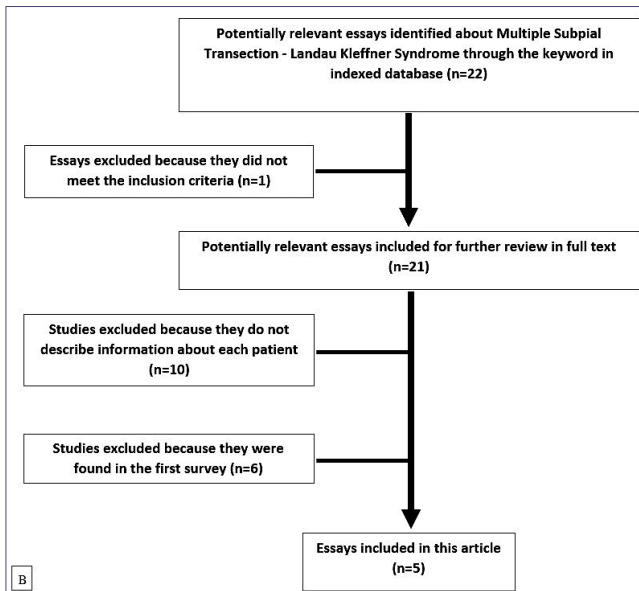 Potentially relevant essays identified about Multiple Subpial
Transection - Landau Kleffner Syndrome through the keyword in
indexed database (n=22)
Essays excluded because they did not
meet the inclusion criteria (n=1)
Potentially relevant essays included for further review in full text
(n=21)
Studies excluded because they do not
describe information about each patient
(n=10)
Studies excluded because they were
found in the first survey (n=6)
Essays included in this article
(n=5)
B